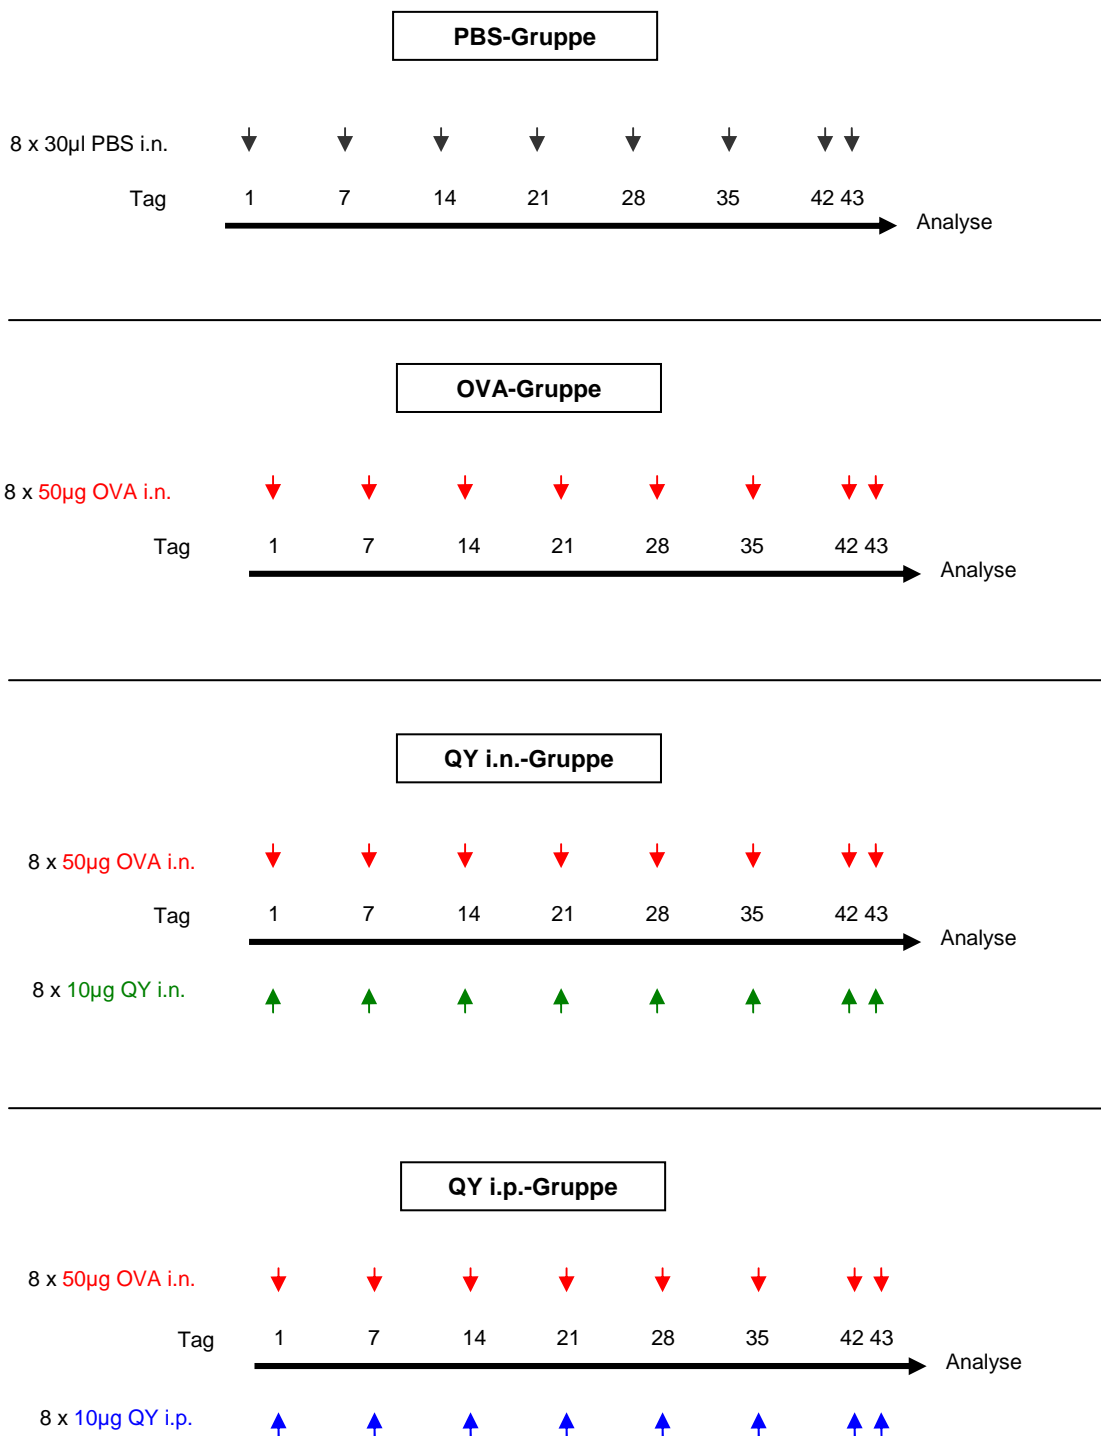 PBS-Gruppe
8 x 30µl PBS i.n.
Tag 1 7 14 21 28 35 42 43
Analyse
OVA-Gruppe
8 x 50µg OVA i.n.
Tag 1 7 14 21 28 35 42 43
Analyse
QY i.n.-Gruppe
8 x 50µg OVA i.n.
Tag 1 7 14 21 28 35 42 43
Analyse
8 x 10µg QY i.n.
QY i.p.-Gruppe
8 x 50µg OVA i.n.
Tag 1 7 14 21 28 35 42 43
Analyse
8 x 10µg QY i.p.